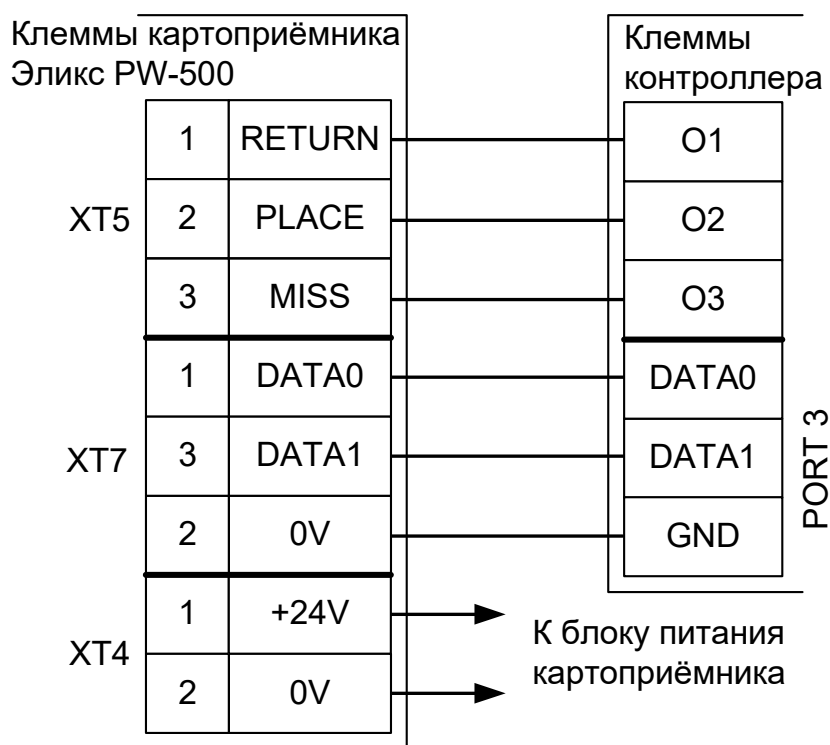 Клеммы картоприёмника
Эликс PW-500
Клеммы
контроллера
XT5
1 RETURN
2 PLACE
3 MISS
XT7
1 DATA0
3 DATA1
2 0V
XT4
1 +24V
2 0V
O1
O2
O3
DATA0
DATA1
GND
PORT 3
К блоку питания
картоприёмника